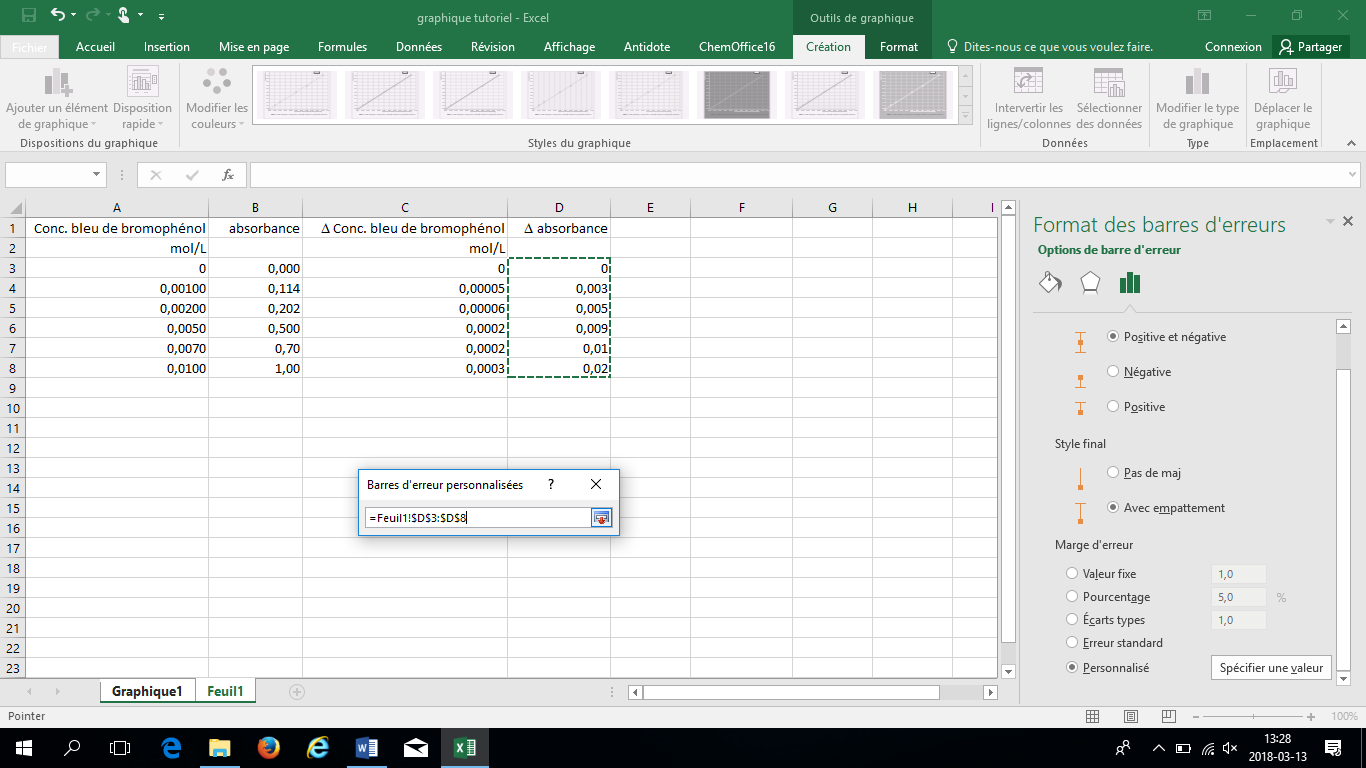 graphique tutoriel - Excel
Outils de graphique
Fichier Accueil Insertion Mise en page Formules Données Révision Affichage Antidote ChemOffice16 Création Format Dites-nous ce que vous voulez faire. Connexion Partager
Ajouter un élément de graphique
Disposition rapide
Dispositions du graphique
Modifier les couleurs
Styles du graphique
Intervertir les lignes/colonnes
Sélectionner des données
Données
Modifier le type de graphique
Type
Déplacer le graphique
Emplacement
fx
A B C D E F G H I
1 Conc. bleu de bromophénol absorbance Δ Conc. bleu de bromophénol Δ absorbance
2 mol/L mol/L
3 0 0,000 0 0
4 0,00100 0,114 0,00005 0,003
5 0,00200 0,202 0,00006 0,005
6 0,0050 0,500 0,0002 0,009
7 0,0070 0,70 0,0002 0,01
8 0,0100 1,00 0,0003 0,02
9
10
11
12
13
14
15
16
17
18
19
20
21
22
23
Barres d'erreur personnalisées ?
=Feuil1!$D$3:$D$8
Format des barres d'erreurs
Options de barre d'erreur
Positive et négative
Négative
Positive
Style final
Pas de maj
Avec empattement
Marge d'erreur
Valeur fixe 1,0
Pourcentage 5,0 %
Écarts types 1,0
Erreur standard
Personnalisé Spécifier une valeur
Graphique1 Feuil1
Pointer
100%
13:28
2018-03-13